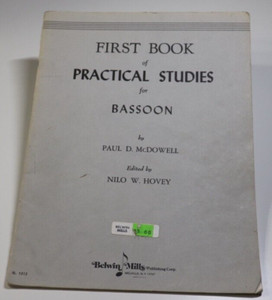 FIRST BOOK
of
PRACTICAL STUDIES
for
BASSOON
by
PAUL D. McDOWELL
Edited by
NILO W. HOVEY
Belwin Mills